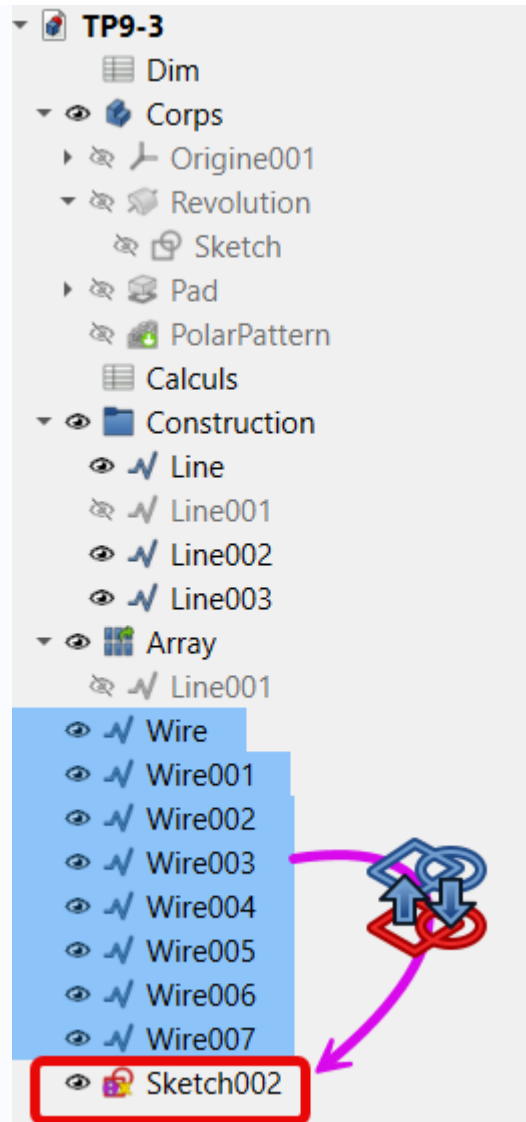 TP9-3
Dim
Corps
Origine001
Revolution
Sketch
Pad
PolarPattern
Calculs
Construction
Line
Line001
Line002
Line003
Array
Line001
Wire
Wire001
Wire002
Wire003
Wire004
Wire005
Wire006
Wire007
Sketch002